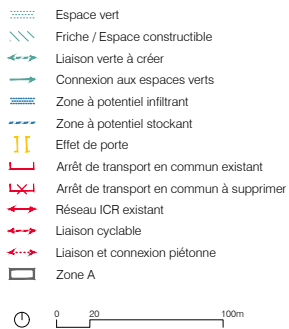 Espace vert
Friche / Espace constructible
Liaison verte à créer
Connexion aux espaces verts
Zone à potentiel infiltrant
Zone à potentiel stockant
Effet de porte
Arrêt de transport en commun existant
Arrêt de transport en commun à supprimer
Réseau ICR existant
Liaison cyclable
Liaison et connexion piétonne
Zone A
0 20 100m